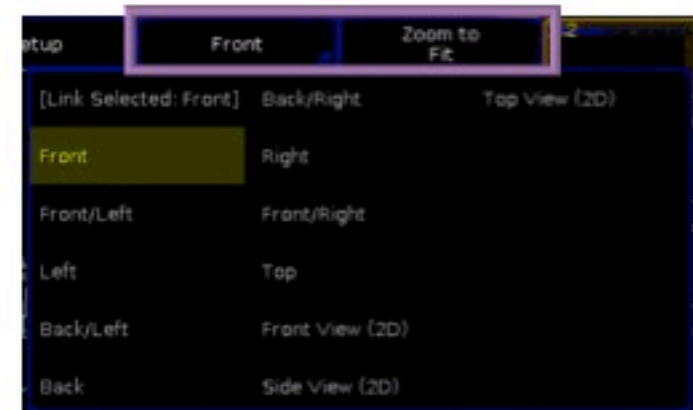 etup
Front
Zoom to
Fit
2
[Link Selected: Front] Back/Right Top View (2D)
Front Right
Front/Left Front/Right
Left Top
Back/Left Front View (2D)
Back Side View (2D)